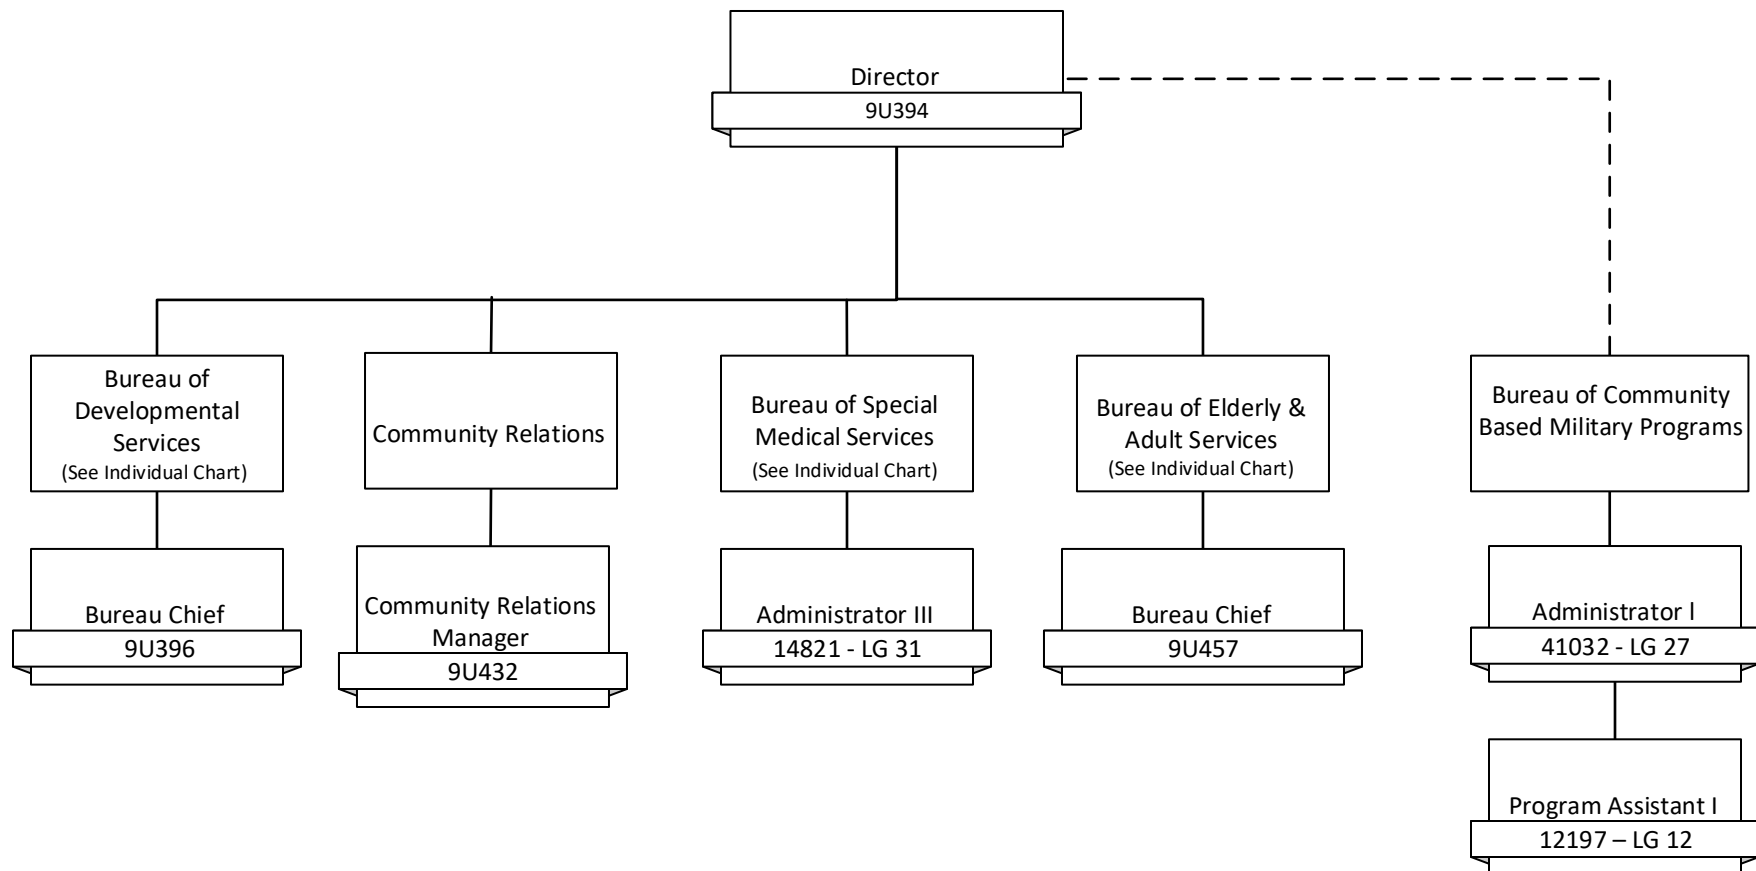 Director
9U394
Bureau of
Developmental
Services
(See Individual Chart)
Community Relations
Bureau of Special
Medical Services
(See Individual Chart)
Bureau of Elderly &
Adult Services
(See Individual Chart)
Bureau of Community
Based Military Programs
Bureau Chief
9U396
Community Relations
Manager
9U432
Administrator III
14821 - LG 31
Bureau Chief
9U457
Administrator I
41032 - LG 27
Program Assistant I
12197 – LG 12